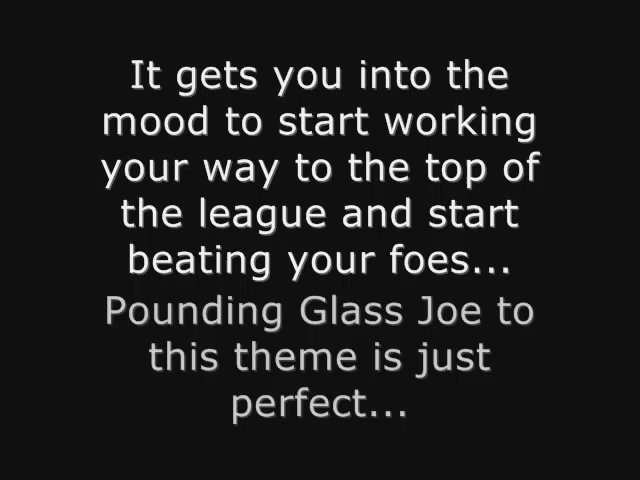 It gets you into the
mood to start working
your way to the top of
the league and start
beating your foes...
Pounding Glass Joe to
this theme is just
perfect...